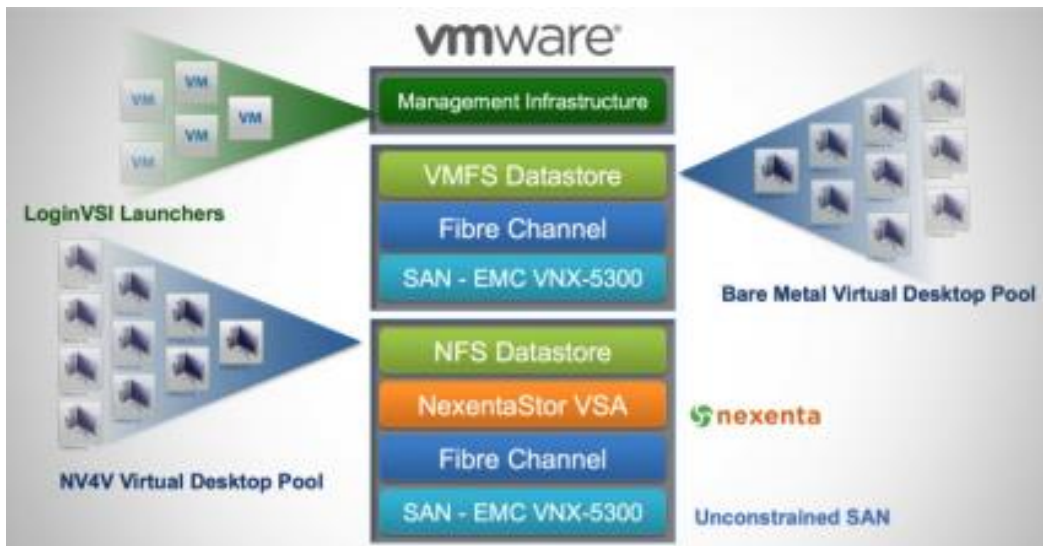 vmware
Management Infrastructure
VM
VM
VM
VM
VM
LoginVSI Launchers
VMFS Datastore
Fibre Channel
SAN - EMC VNX-5300
Bare Metal Virtual Desktop Pool
NFS Datastore
NexentaStor VSA
Fibre Channel
SAN - EMC VNX-5300
NV4V Virtual Desktop Pool
nexenta
Unconstrained SAN